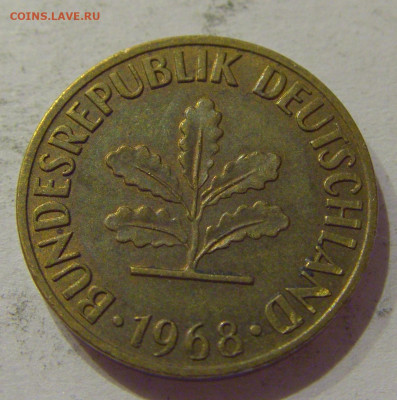 COINS.LAVE.RU
BUNDESREPUBLIK DEUTSCHLAND
· 1968 ·